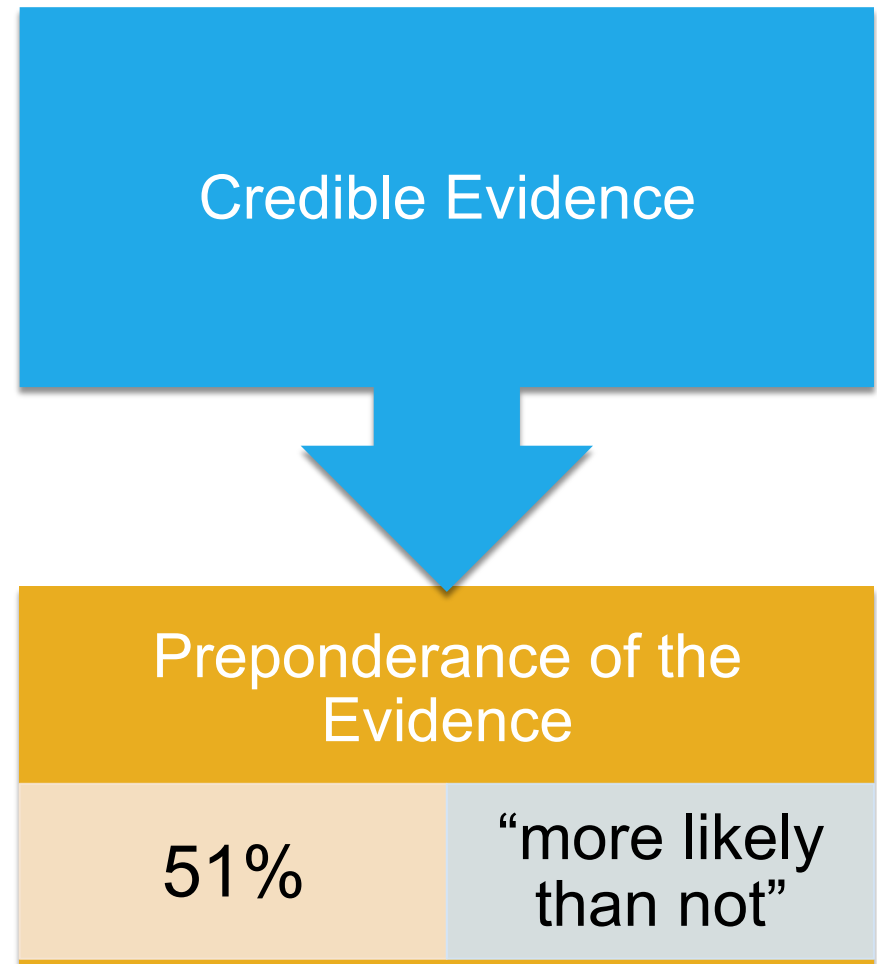 Credible Evidence
Preponderance of the
Evidence
51%
“more likely
than not”